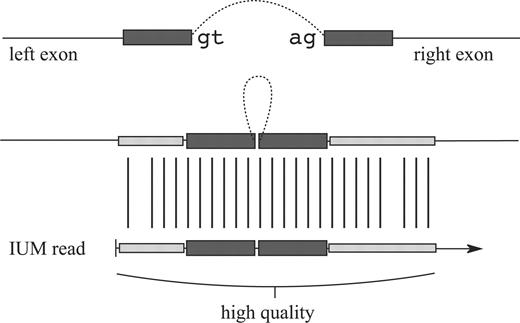 gt ag
left exon right exon
IUM read
high quality